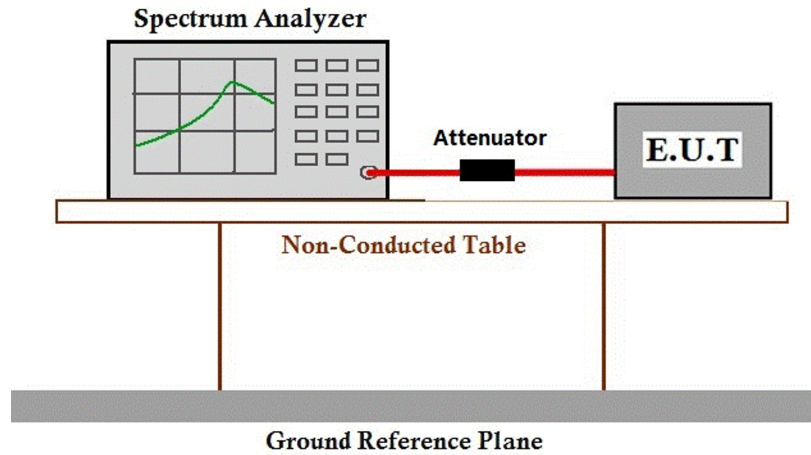 Spectrum Analyzer
Attenuator
E.U.T
Non-Conducted Table
Ground Reference Plane